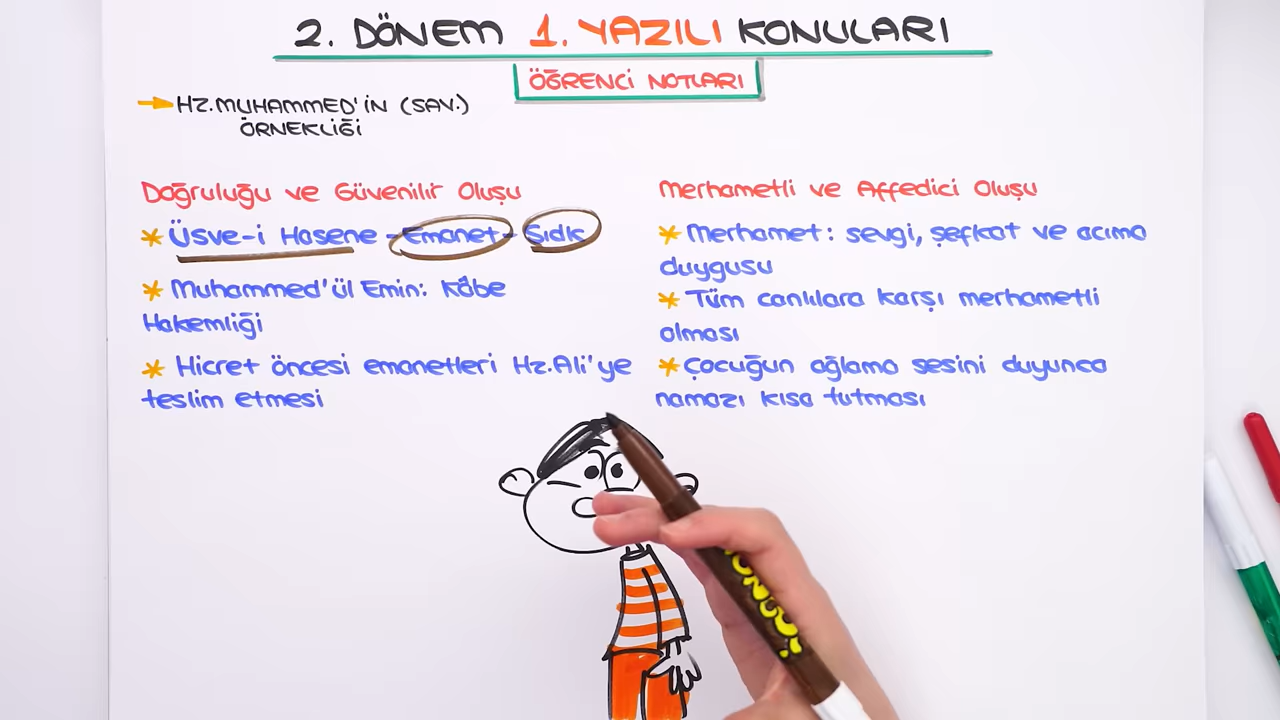 2. DÖNEM 1. YAZILI KONULARI
ÖĞRENCİ NOTLARI
HZ. MUHAMMED'İN (SAV.)
ÖRNEKLİĞİ
Doğruluğu ve Güvenilir Oluşu
* Üsve-i Hasene - Emanet - Sıdk
* Muhammed'ül Emin: Kâbe
Hakemliği
* Hicret öncesi emanetleri Hz. Ali'ye
teslim etmesi
Merhametli ve Affedici Oluşu
* Merhamet: sevgi, şefkat ve acıma
duygusu
* Tüm canlılara karşı merhametli
olması
* Çocuğun ağlama sesini duyunca
namazı kısa tutması